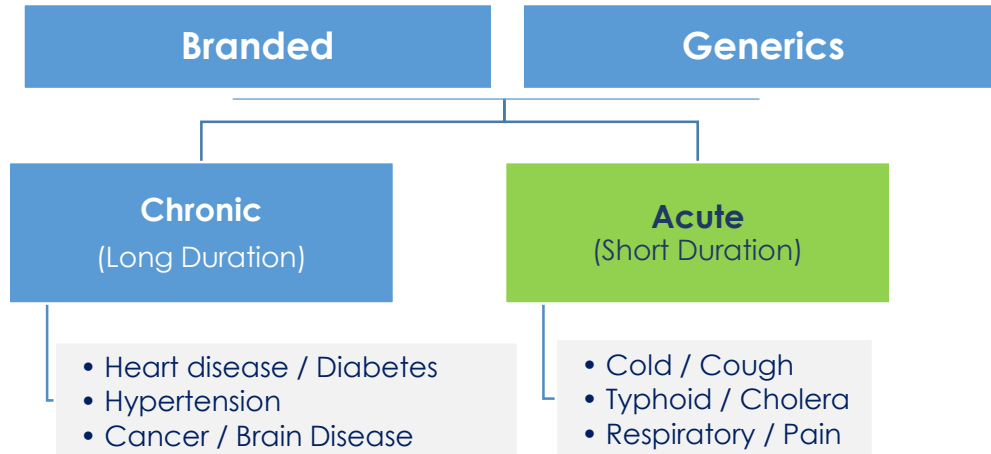 Branded
Generics
Chronic
(Long Duration)
Acute
(Short Duration)
• Heart disease / Diabetes
• Hypertension
• Cancer / Brain Disease
• Cold / Cough
• Typhoid / Cholera
• Respiratory / Pain